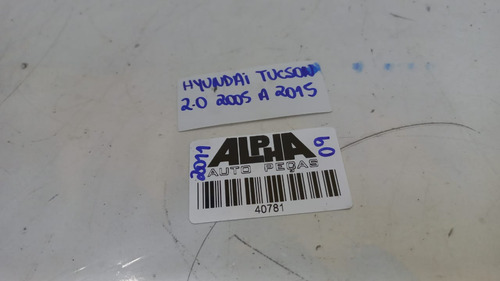 HYUNDAI TUCSON
2.0 2005 A 2015
2011
ALPHA
AUTO PEÇAS
09
40781